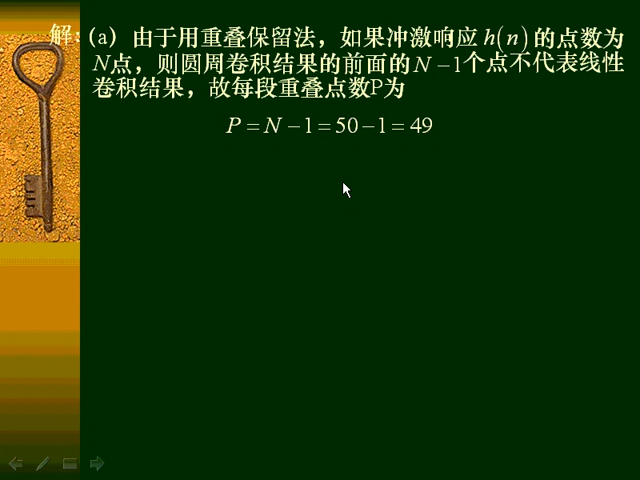 解:(a) 由于用重叠保留法，如果冲激响应 h(n) 的点数为
N点，则圆周卷积结果的前面的 N－1个点不代表线性
卷积结果，故每段重叠点数P为
P = N－1 = 50－1 = 49